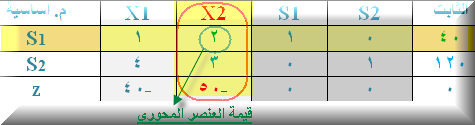 م. اساسية X1 X2 S1 S2 الثابت
S1 ١ ٢ ١ ٠ ٤٠
S2 ٤ ٣ ٠ ١ ١٢٠
z ٤٠- ٥٠- ٠ ٠ ٠
قيمة العنصر المحوري